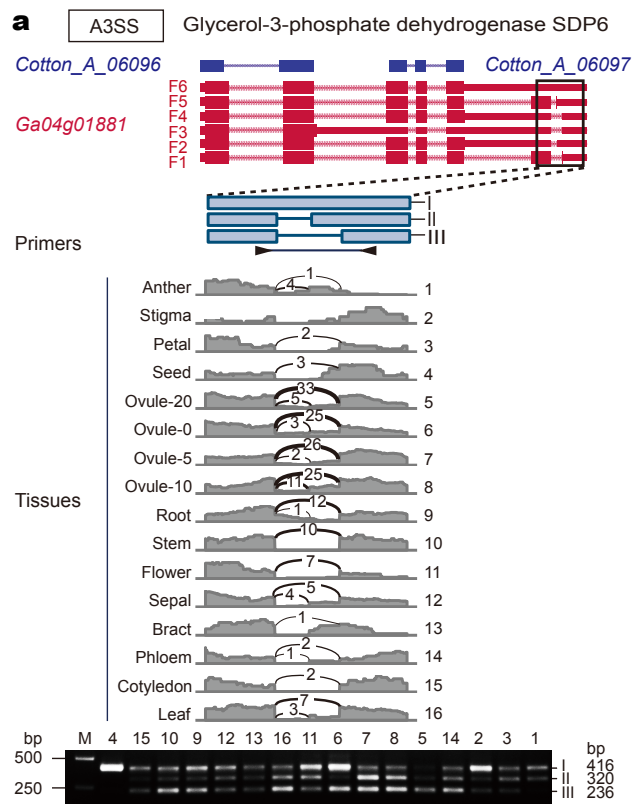 a A3SS Glycerol-3-phosphate dehydrogenase SDP6
Cotton_A_06096 Cotton_A_06097
Ga04g01881
F6
F5
F4
F3
F2
F1
I
II
III
Primers
Tissues
Anther 1 4 1
Stigma 2
Petal 2 3
Seed 3 4
Ovule-20 33 5 5
Ovule-0 25 3 6
Ovule-5 26 2 7
Ovule-10 25 11 8
Root 12 1 9
Stem 10 10
Flower 7 11
Sepal 5 4 12
Bract 1 13
Phloem 2 1 14
Cotyledon 2 15
Leaf 7 3 16
bp M 4 15 10 9 12 13 16 11 6 7 8 5 14 2 3 1 bp
500 I 416
II 320
250 III 236